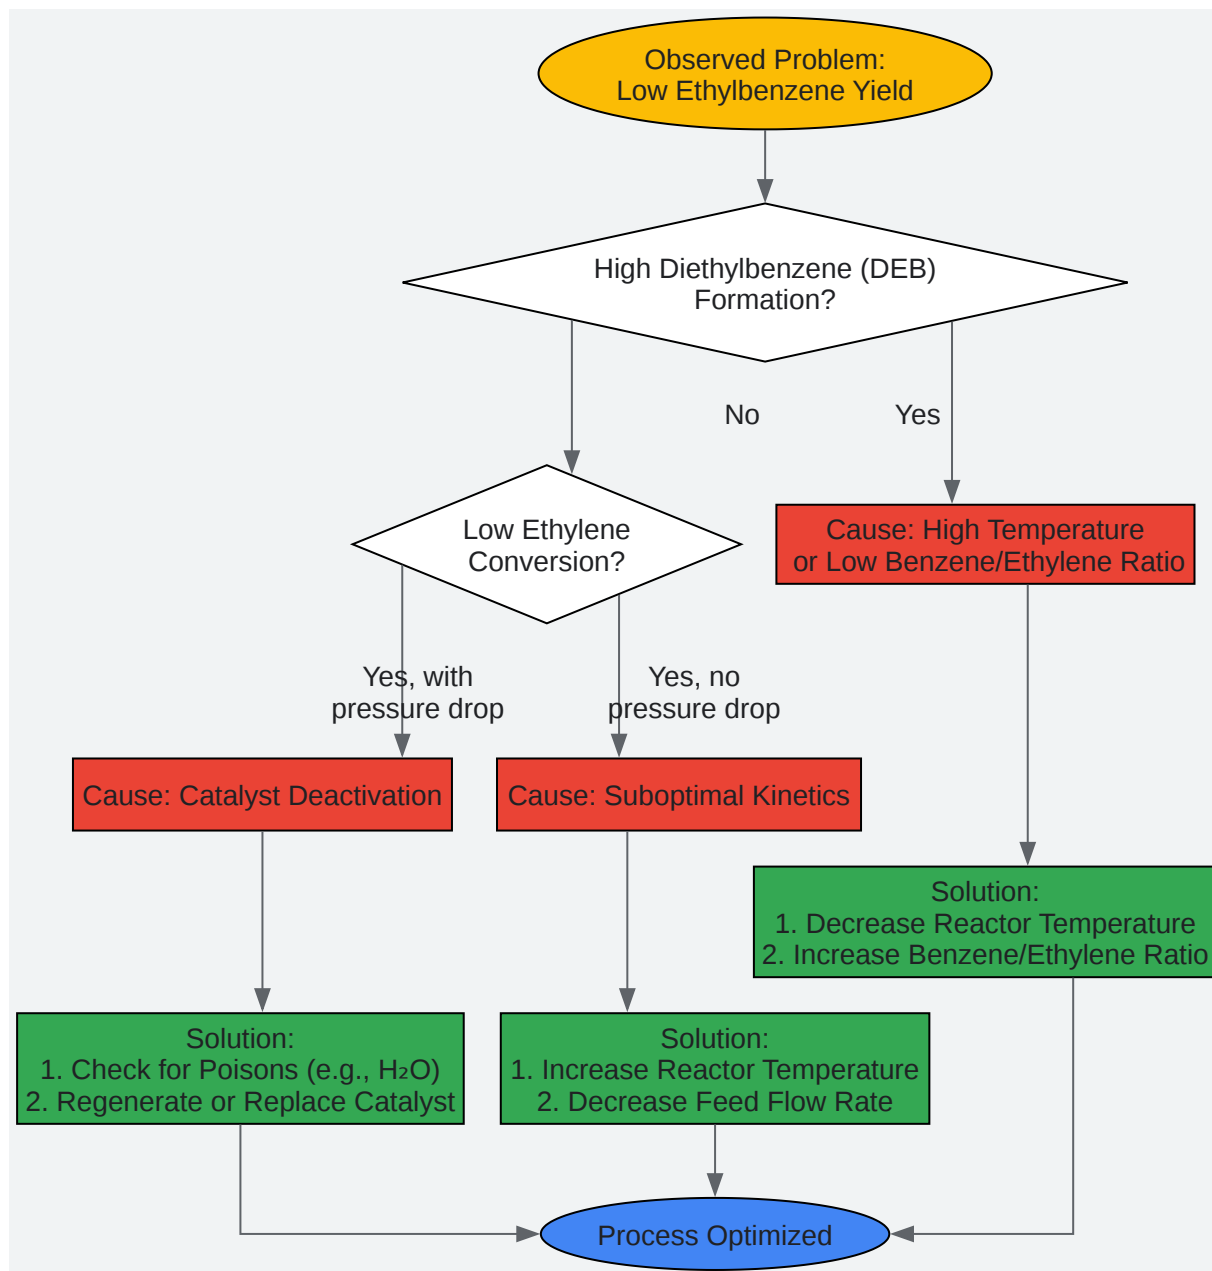 Observed Problem:
Low Ethylbenzene Yield
High Diethylbenzene (DEB)
Formation?
No
Yes
Low Ethylene
Conversion?
Cause: High Temperature
or Low Benzene/Ethylene Ratio
Yes, with
pressure drop
Yes, no
pressure drop
Cause: Catalyst Deactivation
Cause: Suboptimal Kinetics
Solution:
1. Decrease Reactor Temperature
2. Increase Benzene/Ethylene Ratio
Solution:
1. Check for Poisons (e.g., H₂O)
2. Regenerate or Replace Catalyst
Solution:
1. Increase Reactor Temperature
2. Decrease Feed Flow Rate
Process Optimized